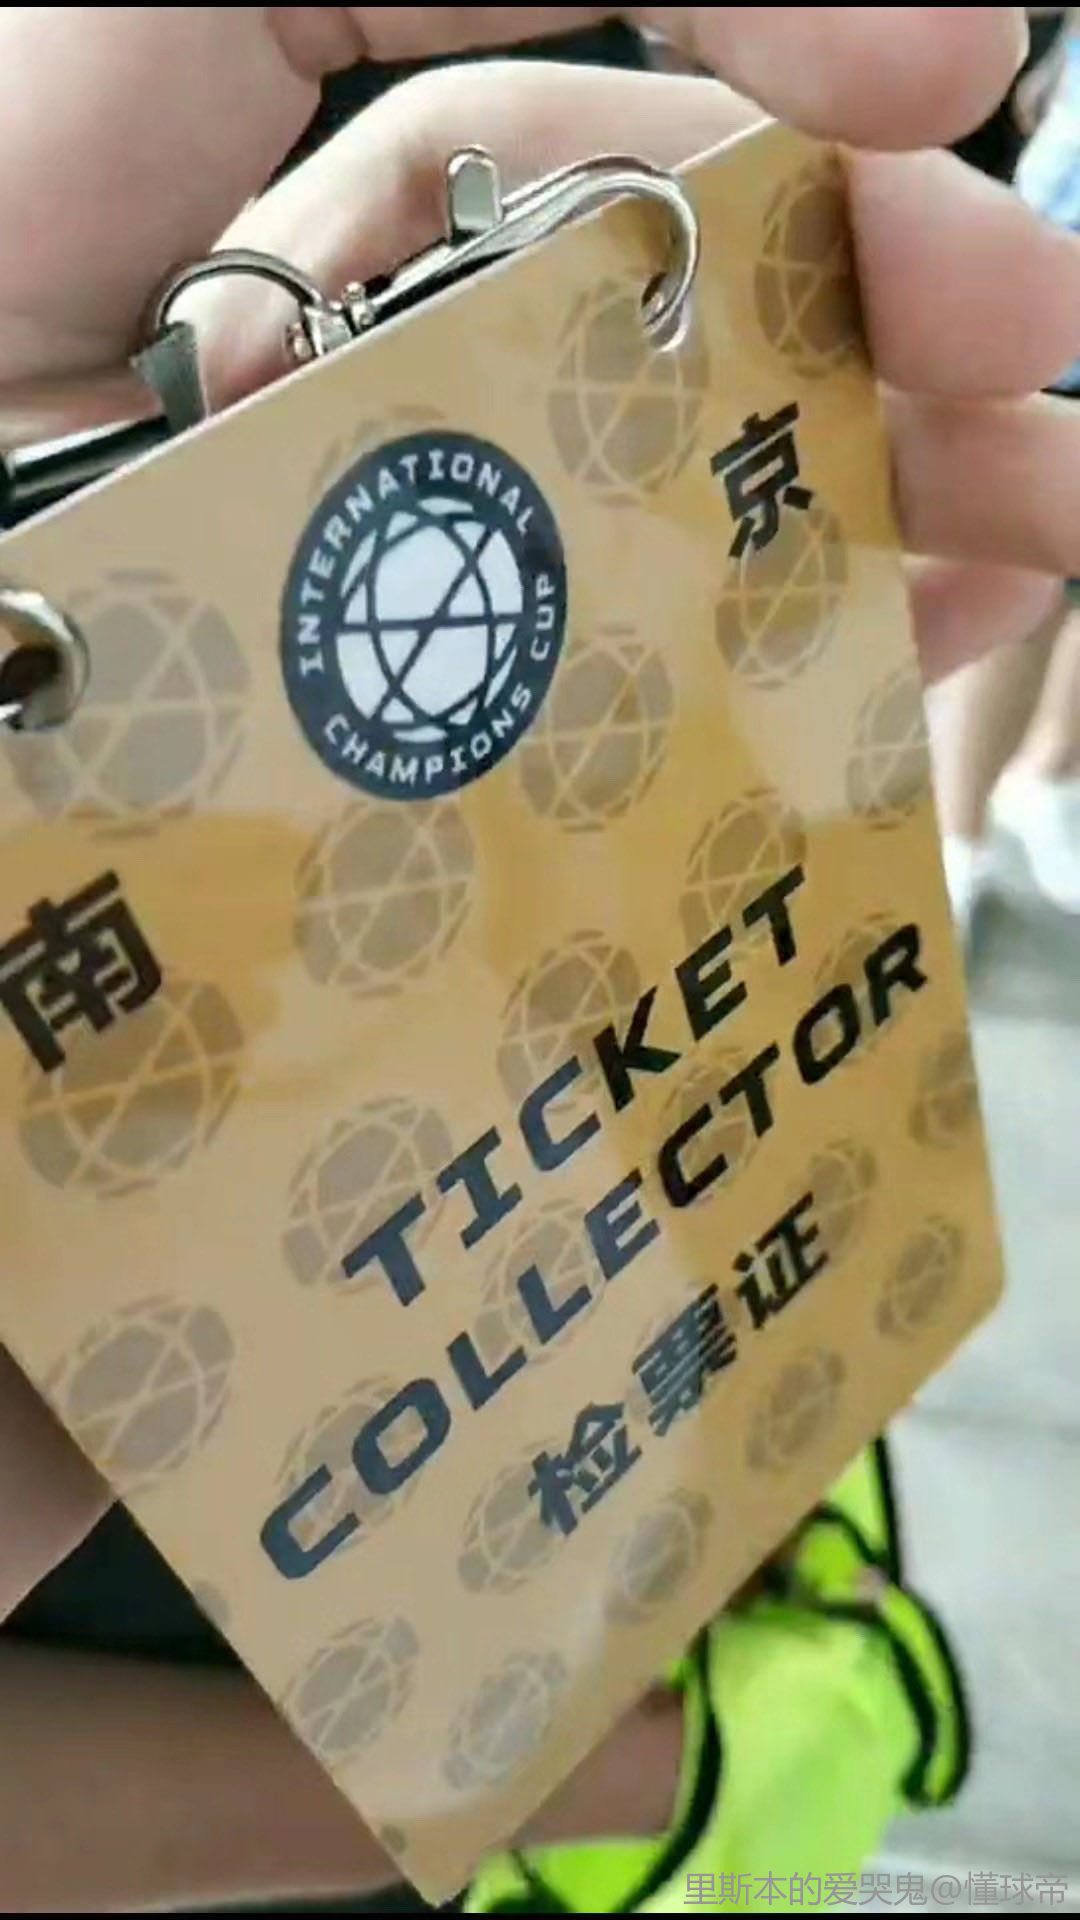 INTERNATIONAL
CHAMPIONS CUP
南 京
TICKET
COLLECTOR
检票证
里斯本的爱哭鬼@懂球帝